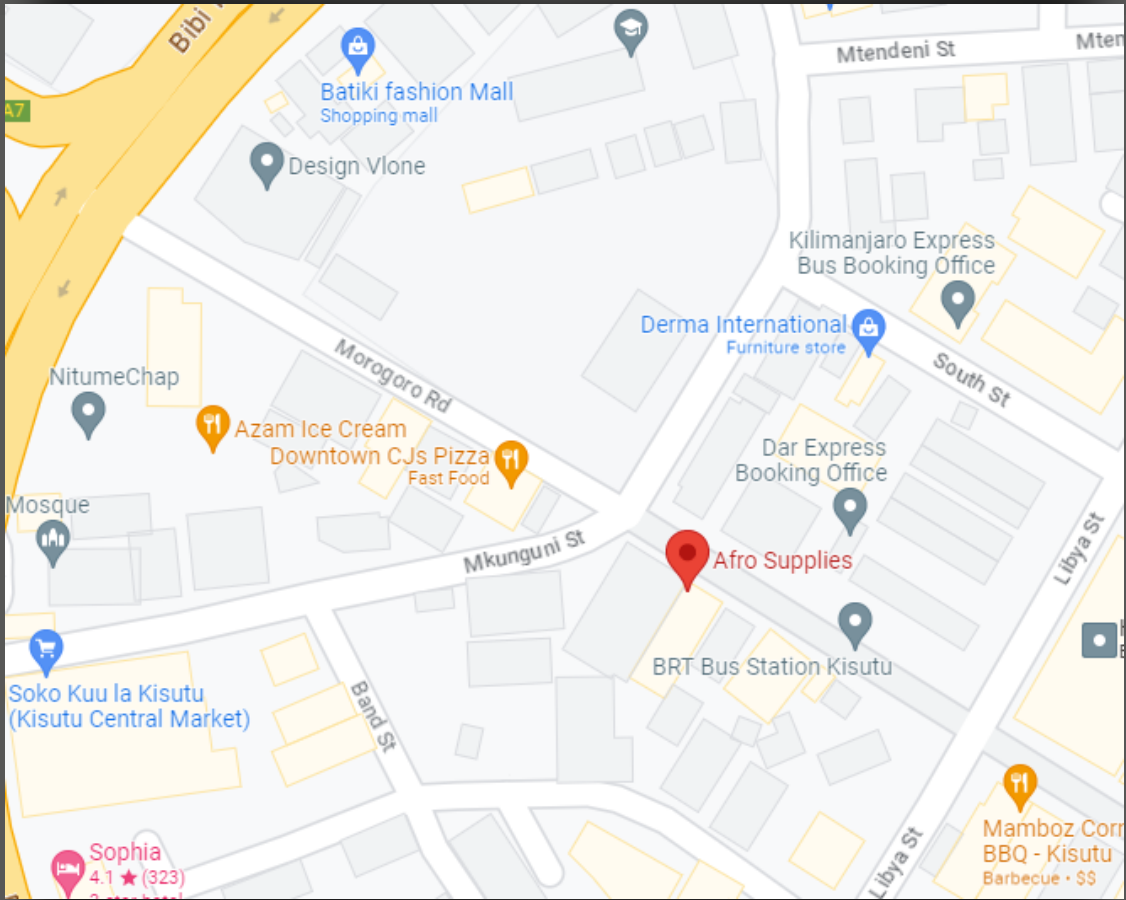 Bibi
Mtendeni St
A7
Batiki fashion Mall
Shopping mall
Design Vlone
Kilimanjaro Express
Bus Booking Office
Derma International
Furniture store
South St
Morogoro Rd
NitumeChap
Azam Ice Cream
Downtown CJs Pizza
Fast Food
Dar Express
Booking Office
Mosque
Mkunguni St
Afro Supplies
Libya St
BRT Bus Station Kisutu
Soko Kuu la Kisutu
(Kisutu Central Market)
Band St
Mamboz
BBQ - Kisutu
Barbecue • $$
Libya St
Sophia
4.1 ★ (323)